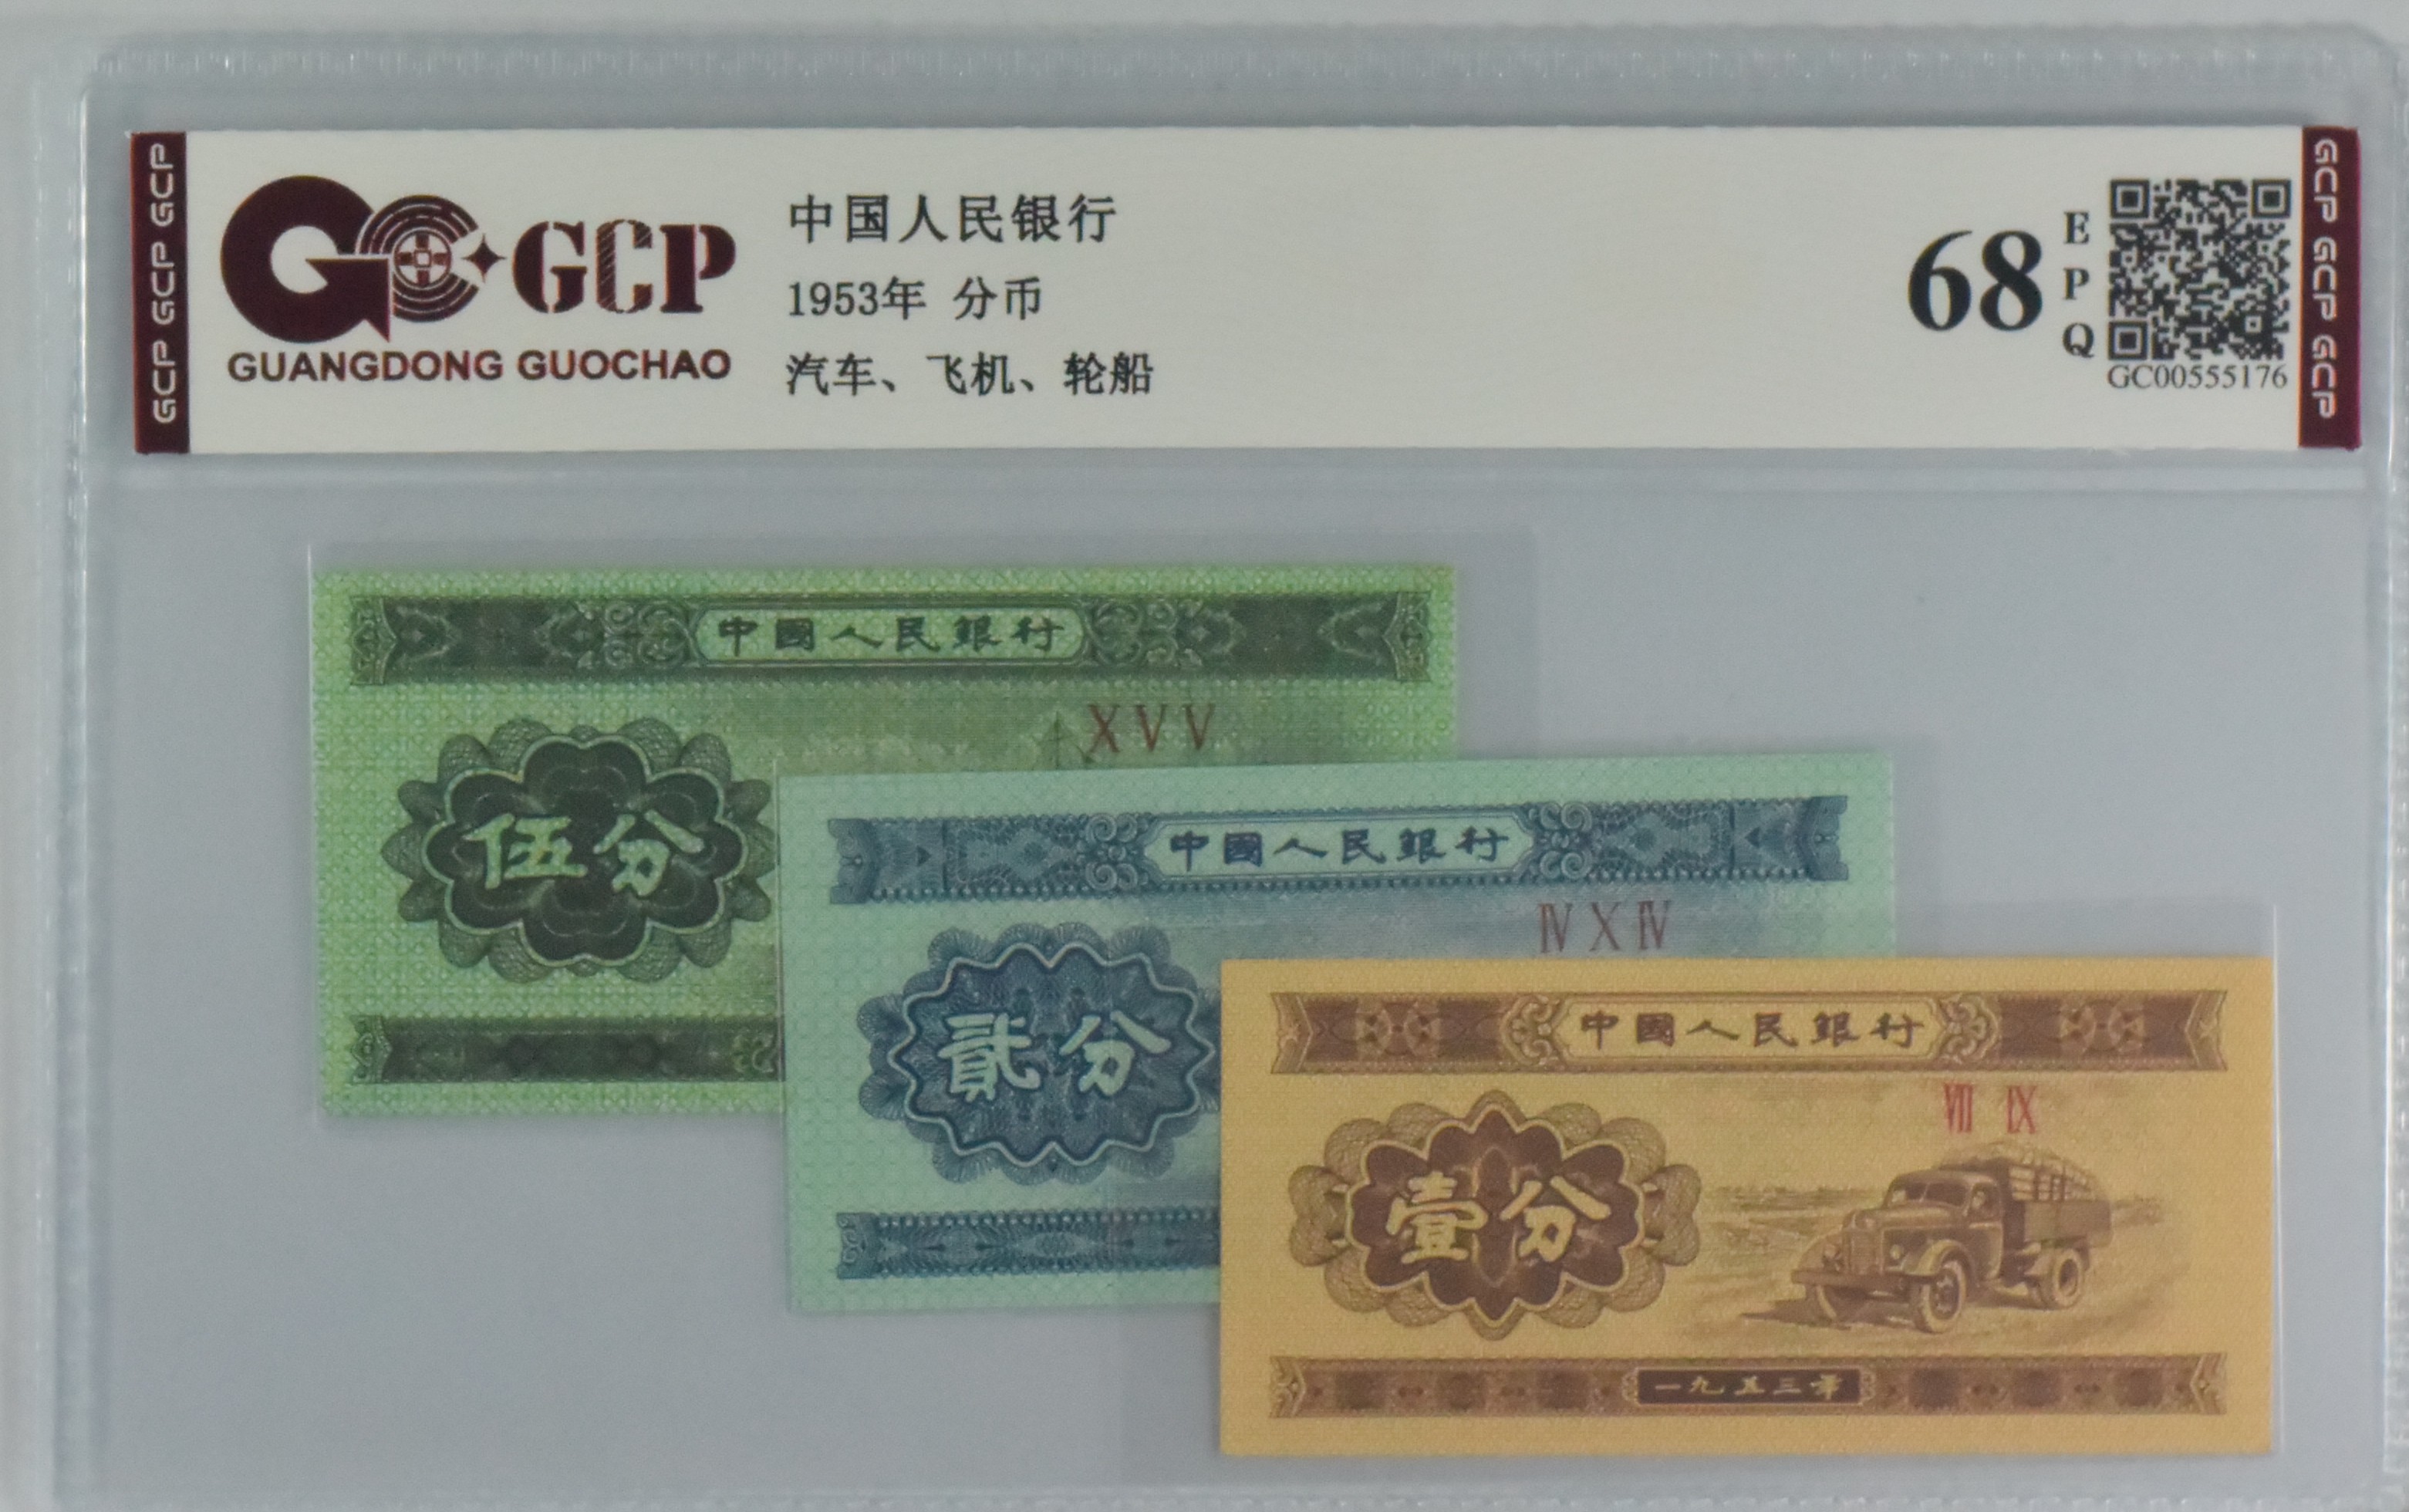 GCP GCP GCP
GCP
GUANGDONG GUOCHAO
中国人民银行
1953年 分币
汽车、飞机、轮船
68
E
P
Q
GC00555176
GCP GCP GCP
中國人民銀行
X V V
伍分
中國人民銀行
IV X IV
貳分
中國人民銀行
VII IX
壹分
一九五三年